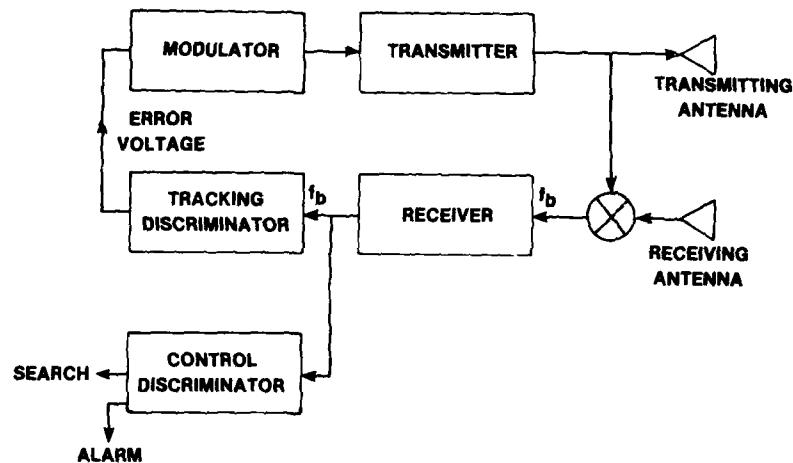 MODULATOR
TRANSMITTER
TRANSMITTING
ANTENNA
ERROR
VOLTAGE
TRACKING
DISCRIMINATOR
fb
RECEIVER
fb
RECEIVING
ANTENNA
CONTROL
DISCRIMINATOR
SEARCH
ALARM